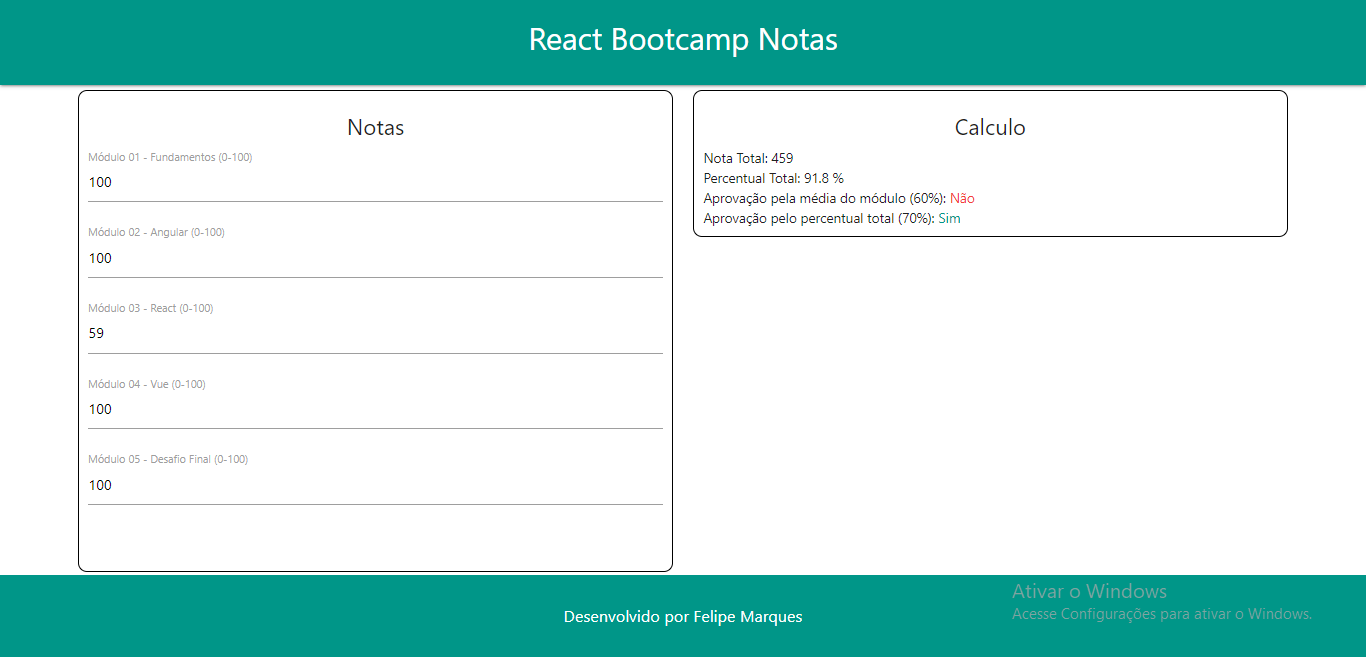 React Bootcamp Notas
Notas
Módulo 01 - Fundamentos (0-100)
100
Módulo 02 - Angular (0-100)
100
Módulo 03 - React (0-100)
59
Módulo 04 - Vue (0-100)
100
Módulo 05 - Desafio Final (0-100)
100
Calculo
Nota Total: 459
Percentual Total: 91.8 %
Aprovação pela média do módulo (60%): Não
Aprovação pelo percentual total (70%): Sim
Desenvolvido por Felipe Marques
Ativar o Windows
Acesse Configurações para ativar o Windows.